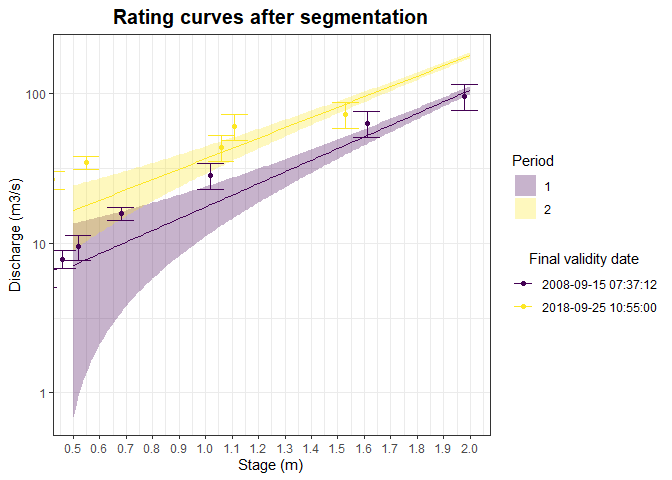 Rating curves after segmentation
Discharge (m3/s)
100
10
1
0.5 0.6 0.7 0.8 0.9 1.0 1.1 1.2 1.3 1.4 1.5 1.6 1.7 1.8 1.9 2.0
Stage (m)
Period
1
2
Final validity date
2008-09-15 07:37:12
2018-09-25 10:55:00